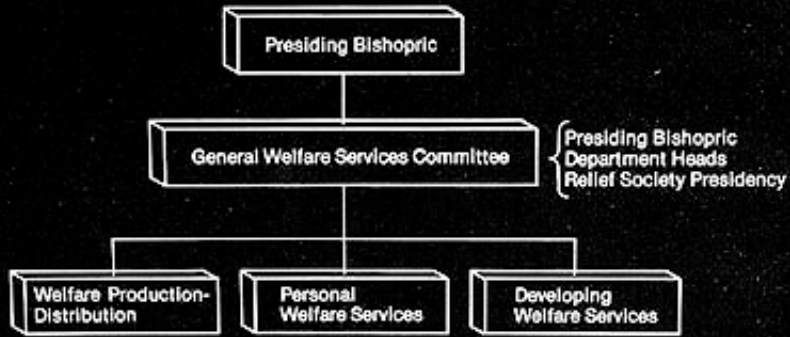 Presiding Bishopric
General Welfare Services Committee
Presiding Bishopric
Department Heads
Relief Society Presidency
Welfare Production-
Distribution
Personal
Welfare Services
Developing
Welfare Services